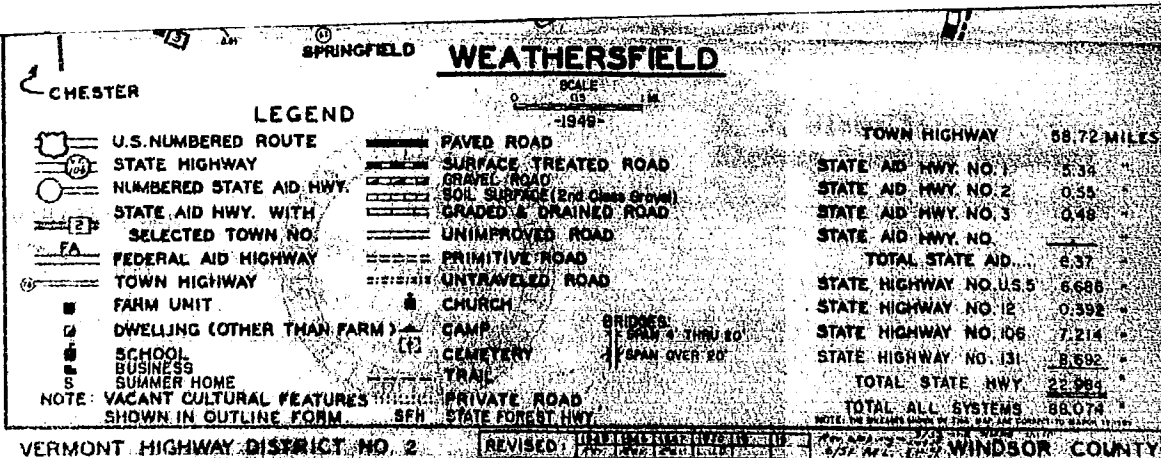 SPRINGFIELD
WEATHERSFIELD
CHESTER
SCALE
0 0.5 1 MI.
-1949-
LEGEND
U.S. NUMBERED ROUTE
STATE HIGHWAY
NUMBERED STATE AID HWY.
STATE AID HWY. WITH
SELECTED TOWN NO.
FA
FEDERAL AID HIGHWAY
TOWN HIGHWAY
FARM UNIT
DWELLING (OTHER THAN FARM)
SCHOOL
BUSINESS
S SUMMER HOME
NOTE: VACANT CULTURAL FEATURES
SHOWN IN OUTLINE FORM
PAVED ROAD
SURFACE TREATED ROAD
GRAVEL ROAD
SOIL SURFACE (2nd Class Gravel)
GRADED & DRAINED ROAD
UNIMPROVED ROAD
PRIMITIVE ROAD
UNTRAVELED ROAD
CHURCH
CAMP
CEMETERY
TRAIL
PRIVATE ROAD
SFH STATE FOREST HWY
BRIDGES:
SPAN 4' THRU 20'
SPAN OVER 20'
TOWN HIGHWAY 58.72 MILES
STATE AID HWY. NO. 1 5.34 "
STATE AID HWY. NO. 2 0.55 "
STATE AID HWY. NO. 3 0.48 "
STATE AID HWY. NO.
TOTAL STATE AID.... 6.37 "
STATE HIGHWAY NO. U.S. 5 6.686 "
STATE HIGHWAY NO. 12 0.392 "
STATE HIGHWAY NO. 106 7.214 "
STATE HIGHWAY NO. 131 8.692 "
TOTAL STATE HWY. 22.984 "
TOTAL ALL SYSTEMS 88.074 "
VERMONT HIGHWAY DISTRICT NO. 2
REVISED:
WINDSOR COUNTY